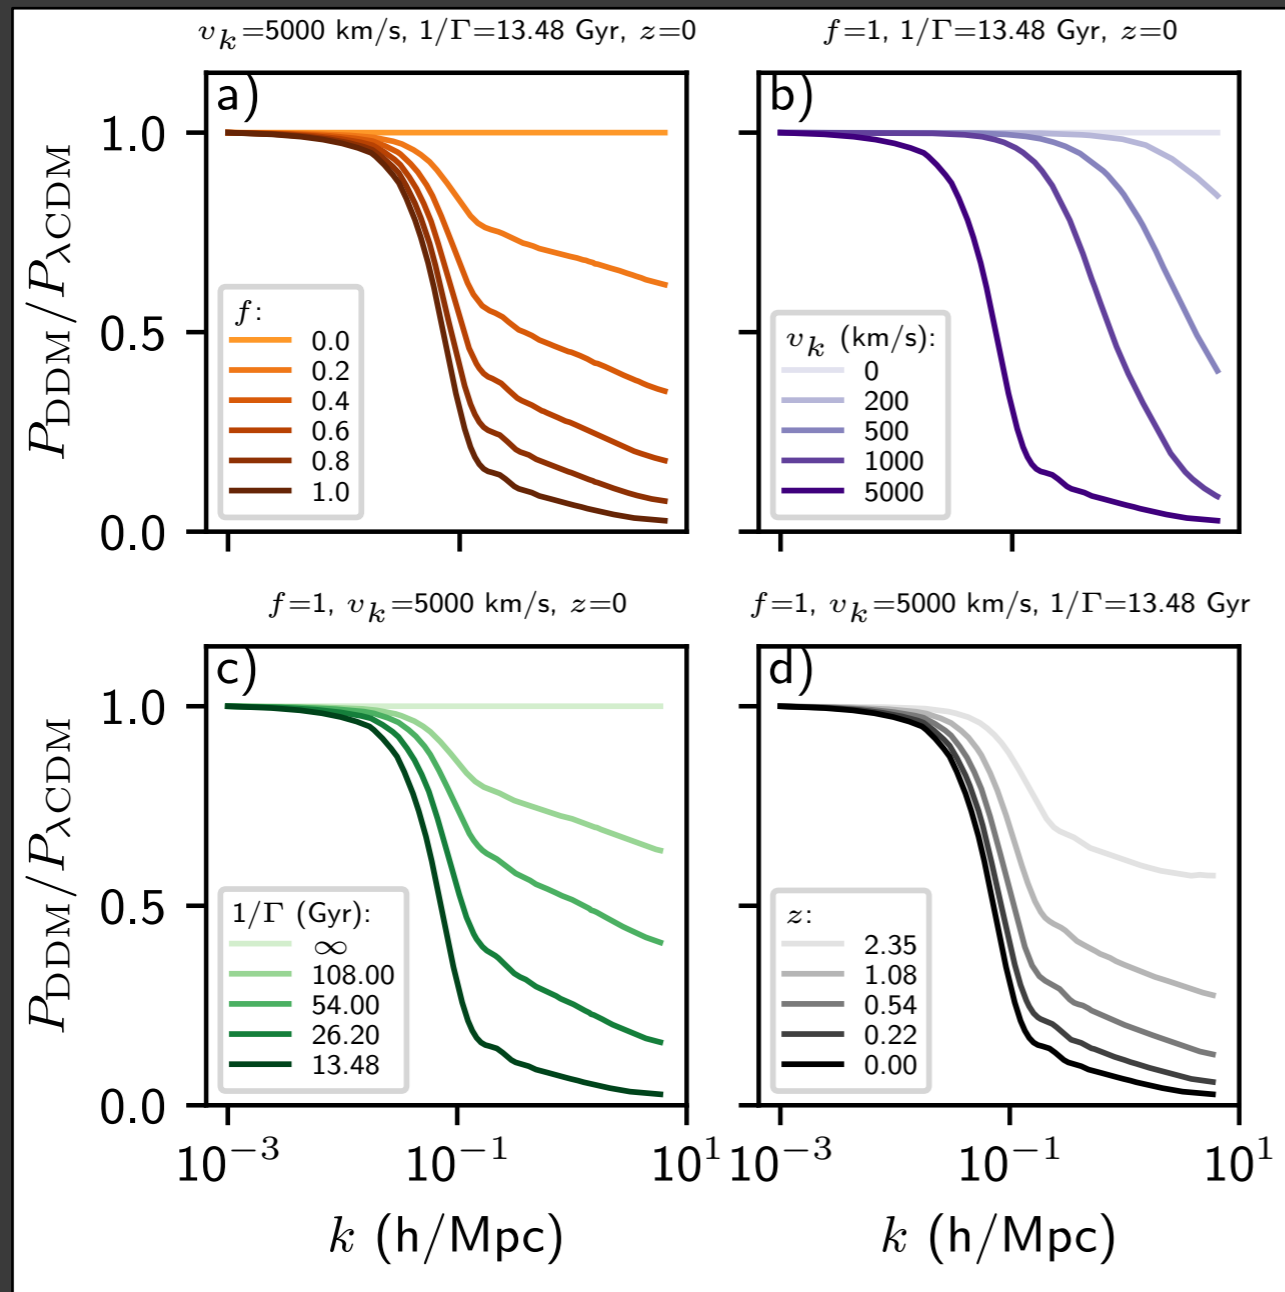 v_k=5000 km/s, 1/Γ=13.48 Gyr, z=0
f=1, 1/Γ=13.48 Gyr, z=0
a)
b)
1.0
0.5
0.0
P_DDM/P_λCDM
f:
0.0
0.2
0.4
0.6
0.8
1.0
v_k (km/s):
0
200
500
1000
5000
f=1, v_k=5000 km/s, z=0
f=1, v_k=5000 km/s, 1/Γ=13.48 Gyr
c)
d)
1.0
0.5
0.0
P_DDM/P_λCDM
1/Γ (Gyr):
∞
108.00
54.00
26.20
13.48
z:
2.35
1.08
0.54
0.22
0.00
10⁻³ 10⁻¹ 10¹
10⁻³ 10⁻¹ 10¹
k (h/Mpc)
k (h/Mpc)